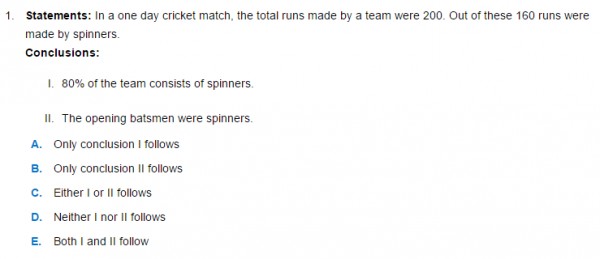 1. Statements: In a one day cricket match, the total runs made by a team were 200. Out of these 160 runs were
made by spinners.
Conclusions:
I. 80% of the team consists of spinners.
II. The opening batsmen were spinners.
A. Only conclusion I follows
B. Only conclusion II follows
C. Either I or II follows
D. Neither I nor II follows
E. Both I and II follow